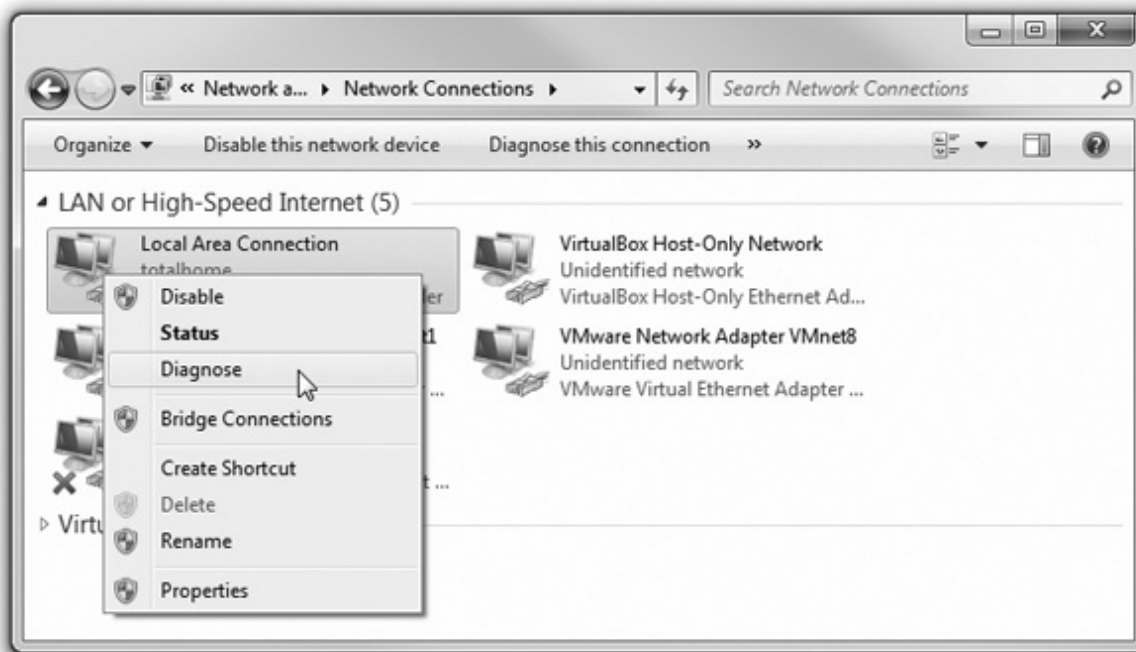 « Network a... ▸ Network Connections ▸
Search Network Connections
Organize ▼ Disable this network device Diagnose this connection »
LAN or High-Speed Internet (5)
Local Area Connection
totalhome
ler
VirtualBox Host-Only Network
Unidentified network
VirtualBox Host-Only Ethernet Ad...
t1
...
VMware Network Adapter VMnet8
Unidentified network
VMware Virtual Ethernet Adapter ...
t ...
Virtu
Disable
Status
Diagnose
Bridge Connections
Create Shortcut
Delete
Rename
Properties